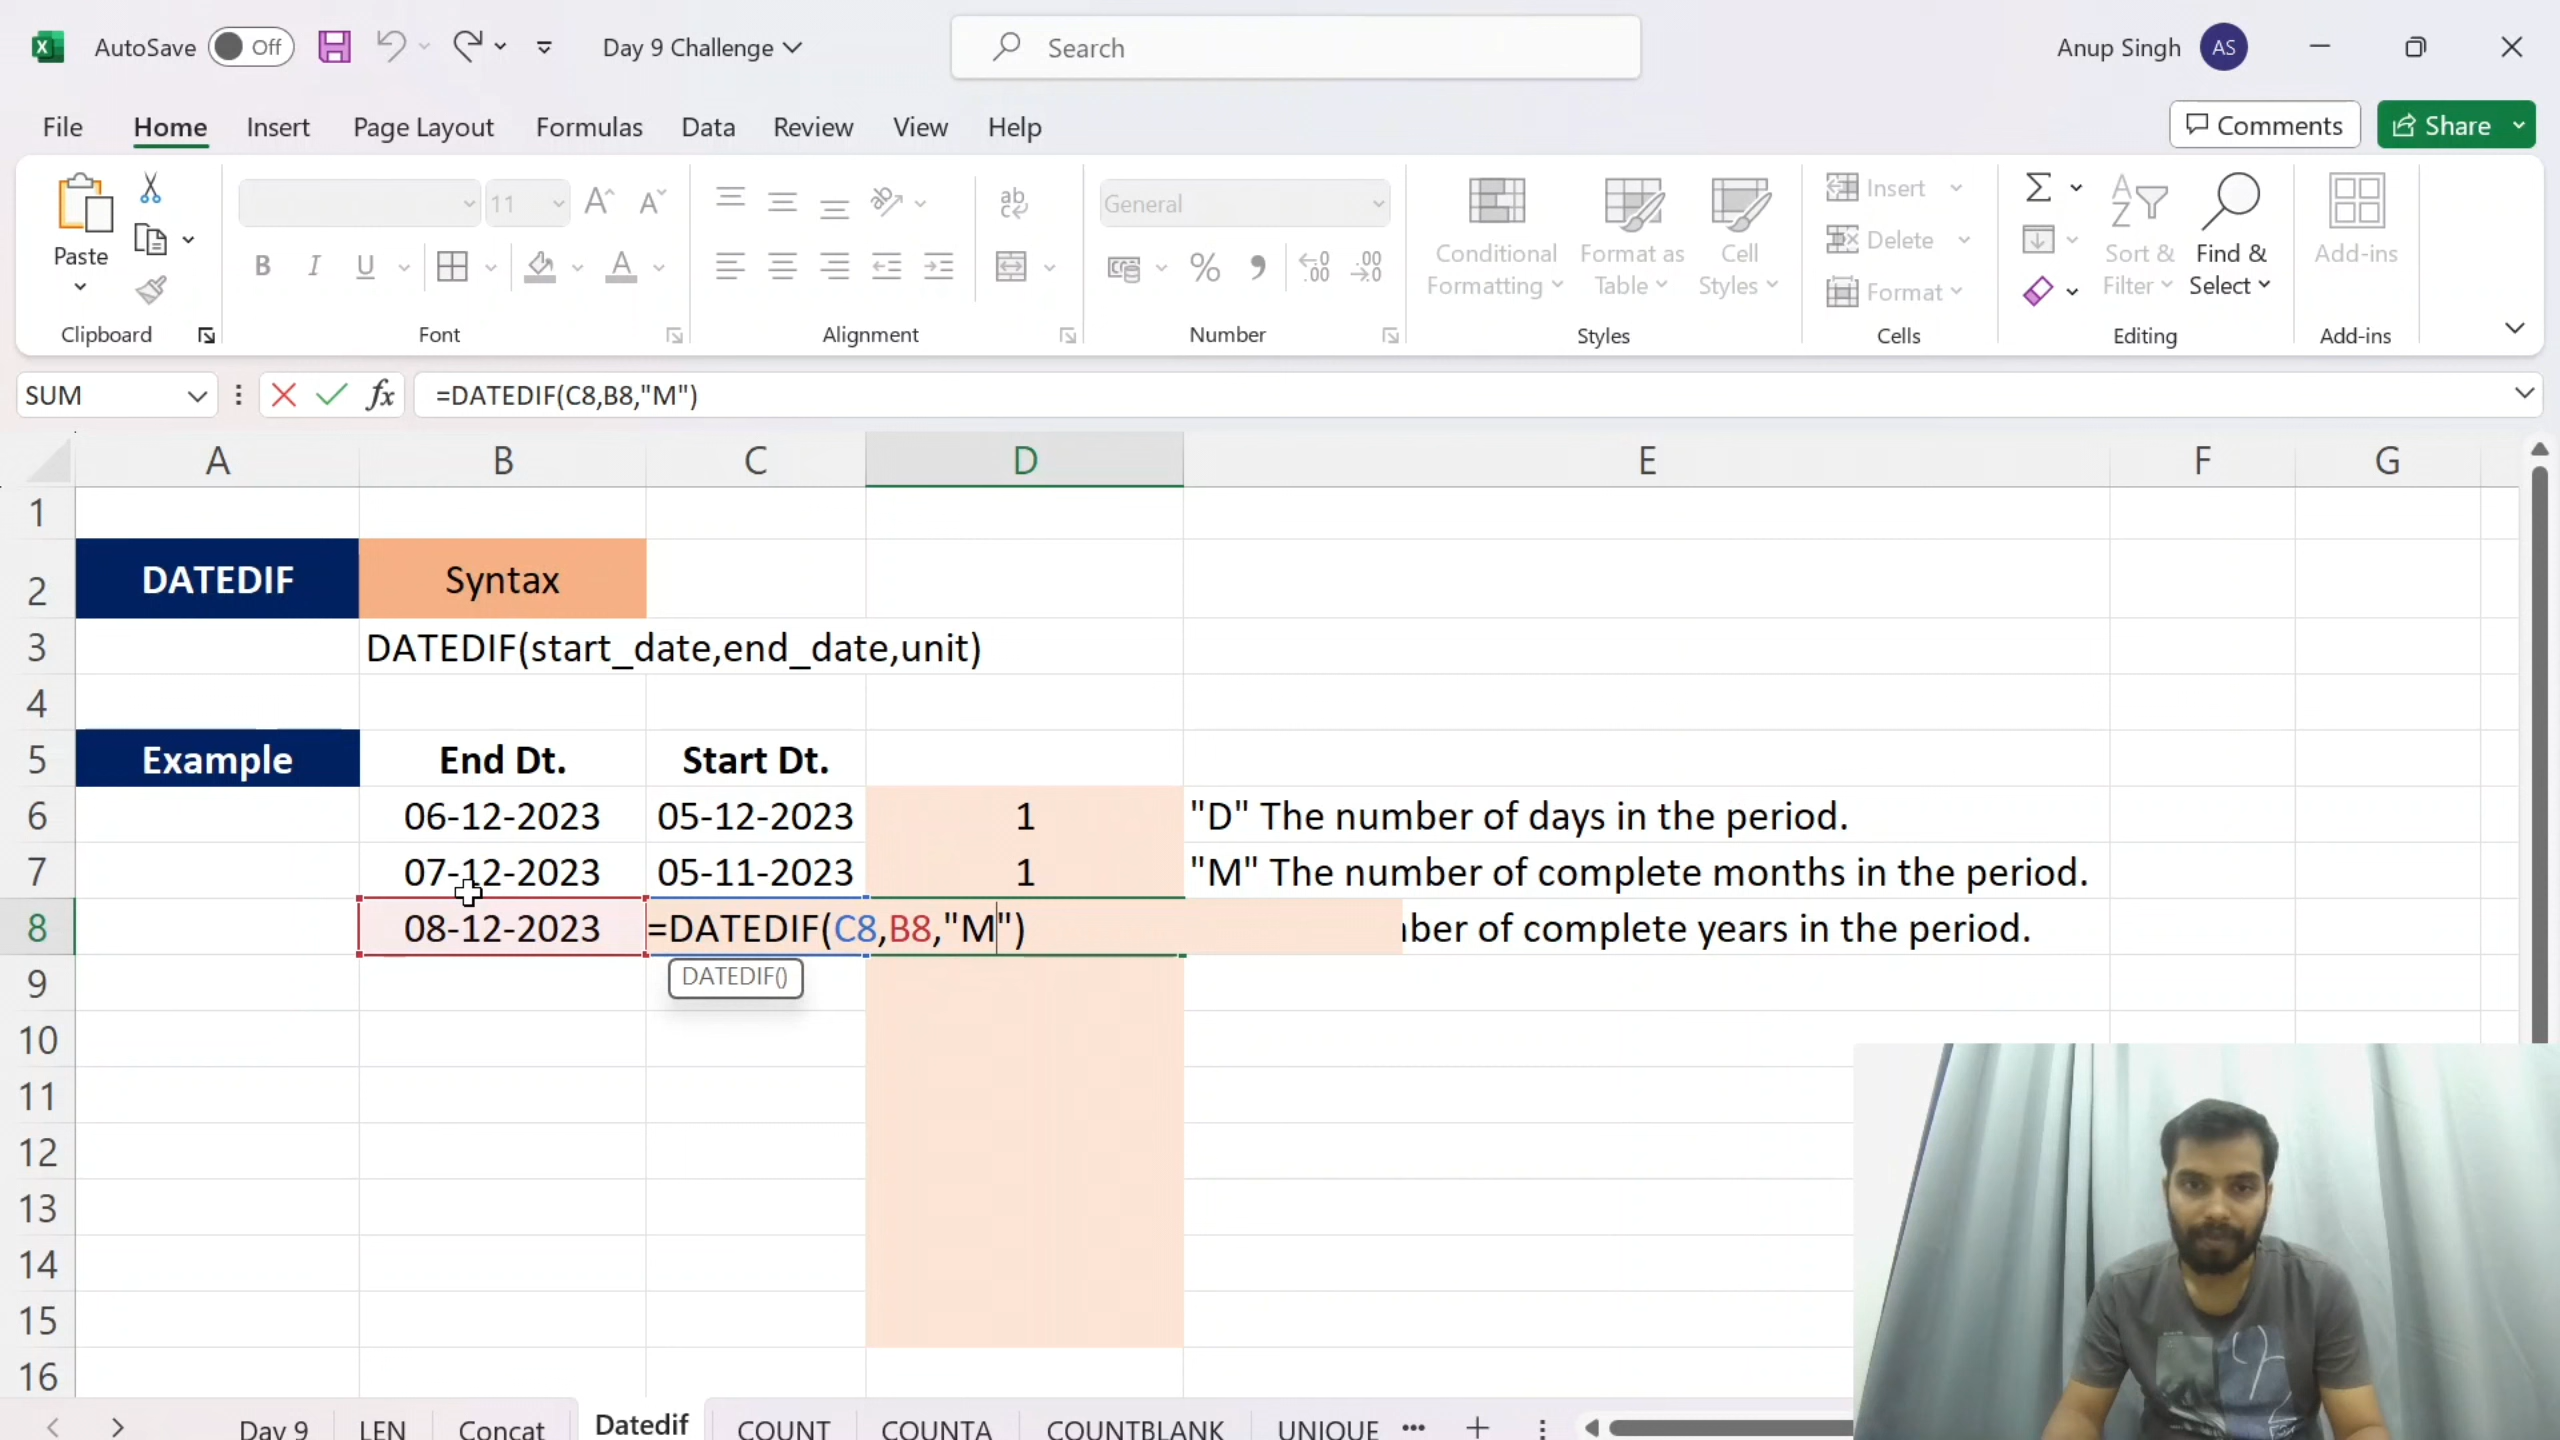 AutoSave Off Day 9 Challenge Search Anup Singh AS
File Home Insert Page Layout Formulas Data Review View Help Comments Share
Paste 11 General Conditional Formatting Format as Table Cell Styles Insert Delete Format Sort & Filter Find & Select Add-ins
Clipboard Font Alignment Number Styles Cells Editing Add-ins
SUM fx =DATEDIF(C8,B8,"M")
A B C D E F G
1
2 DATEDIF Syntax
3 DATEDIF(start_date,end_date,unit)
4
5 Example End Dt. Start Dt.
6 06-12-2023 05-12-2023 1 "D" The number of days in the period.
7 07-12-2023 05-11-2023 1 "M" The number of complete months in the period.
8 08-12-2023 =DATEDIF(C8,B8,"M") of complete years in the period.
DATEDIF()
9
10
11
12
13
14
15
16
Day 9 LEN Concat Datedif COUNT COUNTA COUNTBLANK UNIQUE